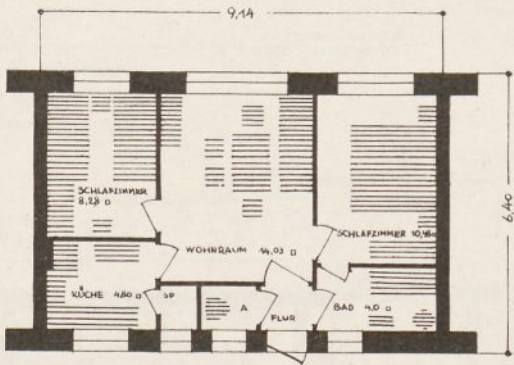 9,14
6,40
SCHLAFZIMMER
8,28 □
WOHNRAUM 14,03 □
SCHLAFZIMMER 10,48 □
KÜCHE 4,80 □
SP
A
FLUR
BAD 4,0 □